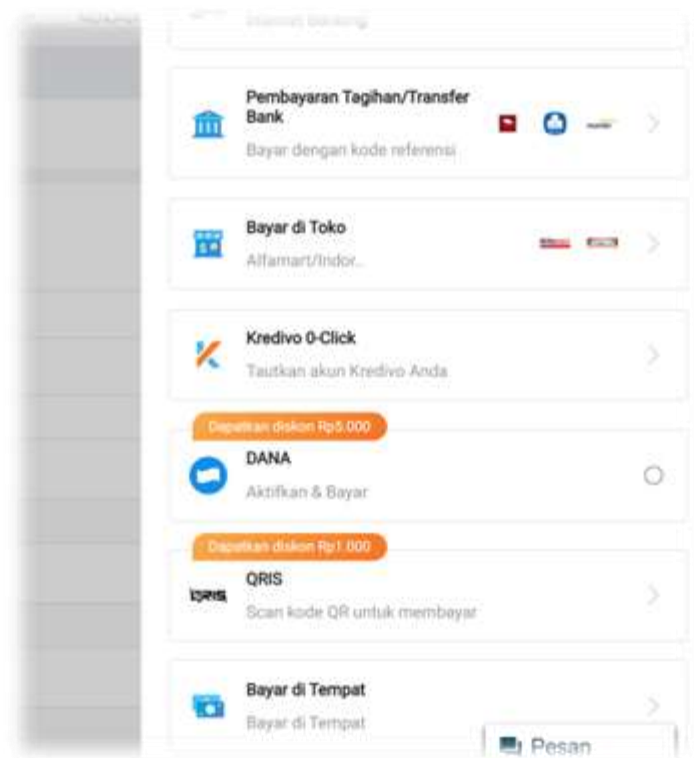 Internet Banking
Pembayaran Tagihan/Transfer
Bank
Bayar dengan kode referensi
Bayar di Toko
Alfamart/Indor..
Kredivo 0-Click
Tautkan akun Kredivo Anda
Dapatkan diskon Rp5.000
DANA
Aktifkan & Bayar
Dapatkan diskon Rp1.000
QRIS
QRIS
Scan kode QR untuk membayar
Bayar di Tempat
Bayar di Tempat
Pesan